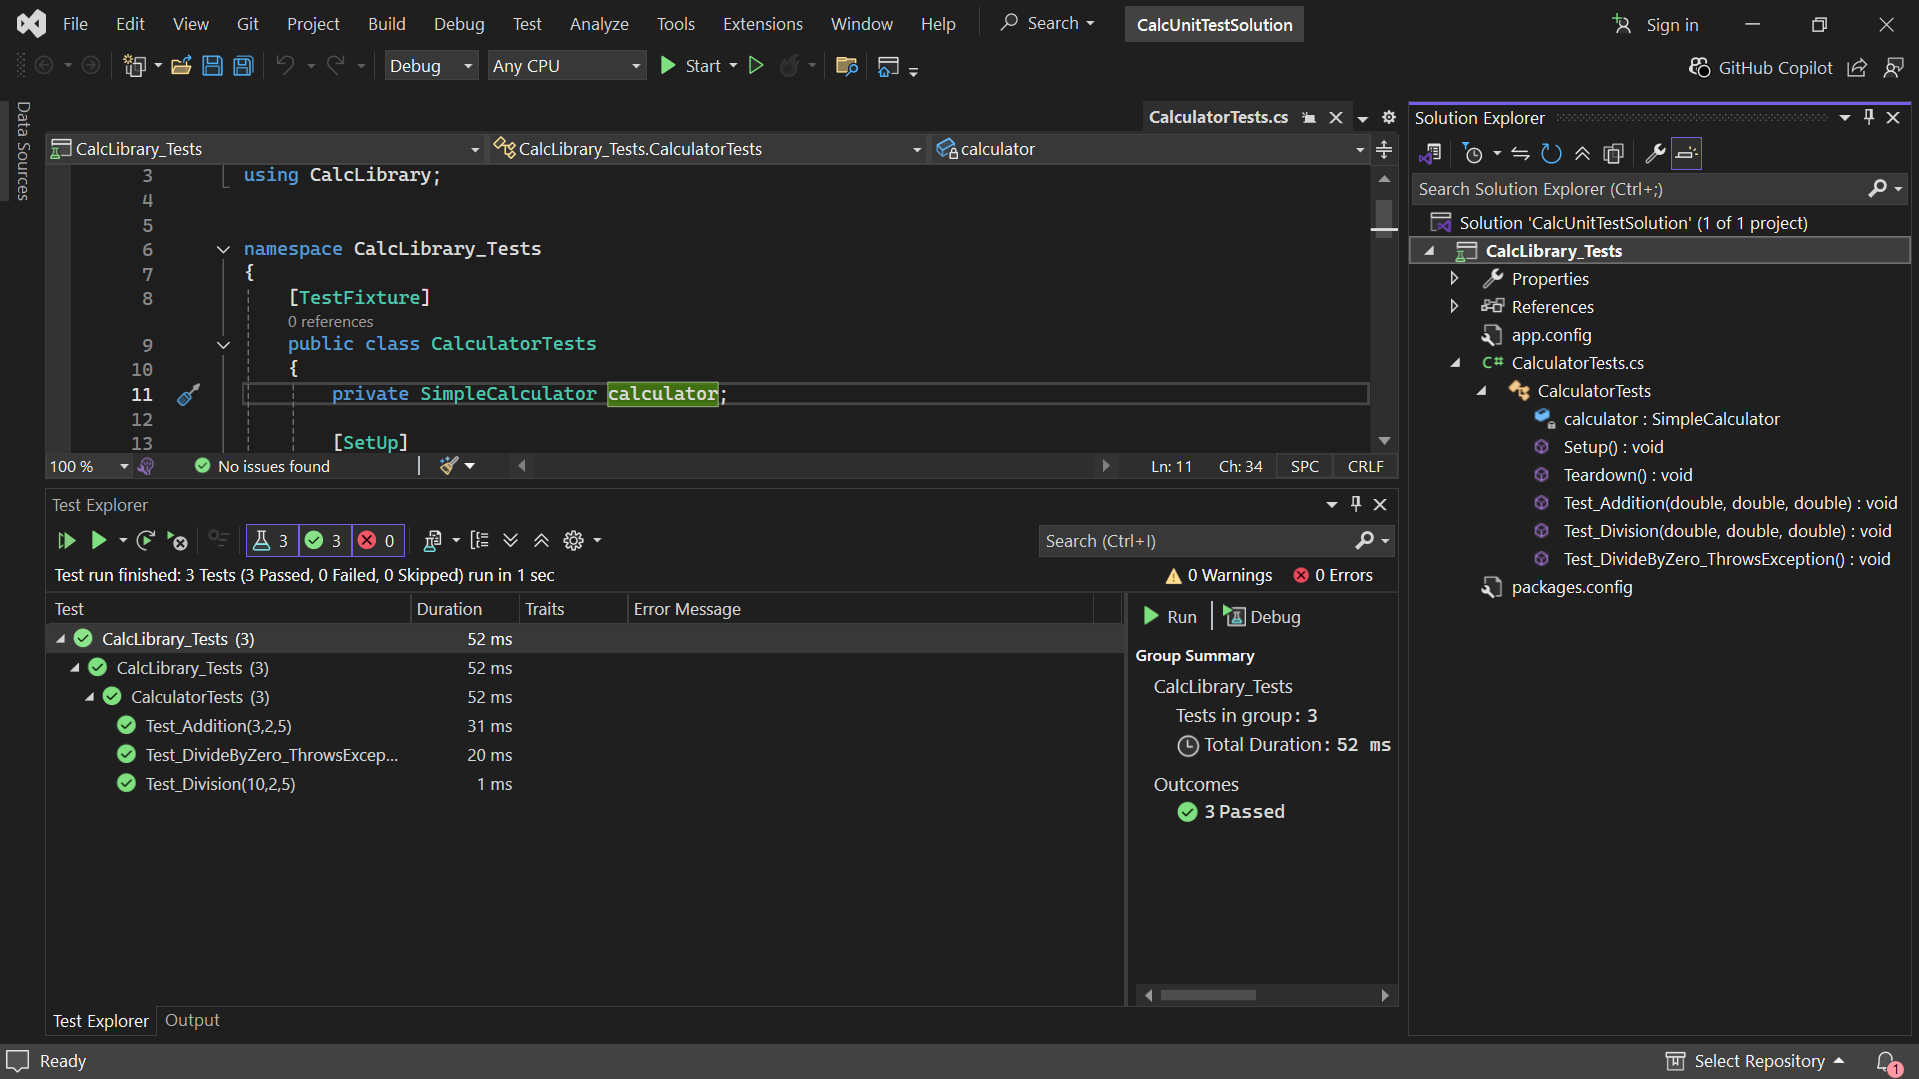 File Edit View Git Project Build Debug Test Analyze Tools Extensions Window Help Search CalcUnitTestSolution Sign in
Debug Any CPU Start GitHub Copilot
Data Sources
CalculatorTests.cs
CalcLibrary_Tests CalcLibrary_Tests.CalculatorTests calculator
3 using CalcLibrary;
4
5
6 namespace CalcLibrary_Tests
7 {
8 [TestFixture]
0 references
9 public class CalculatorTests
10 {
11 private SimpleCalculator calculator;
12
13 [SetUp]
100 % No issues found Ln: 11 Ch: 34 SPC CRLF
Test Explorer
3 3 0 Search (Ctrl+I)
Test run finished: 3 Tests (3 Passed, 0 Failed, 0 Skipped) run in 1 sec 0 Warnings 0 Errors
Test Duration Traits Error Message
CalcLibrary_Tests (3) 52 ms
CalcLibrary_Tests (3) 52 ms
CalculatorTests (3) 52 ms
Test_Addition(3,2,5) 31 ms
Test_DivideByZero_ThrowsExcep... 20 ms
Test_Division(10,2,5) 1 ms
Run Debug
Group Summary
CalcLibrary_Tests
Tests in group: 3
Total Duration: 52 ms
Outcomes
3 Passed
Test Explorer Output
Solution Explorer
Search Solution Explorer (Ctrl+;)
Solution 'CalcUnitTestSolution' (1 of 1 project)
CalcLibrary_Tests
Properties
References
app.config
C# CalculatorTests.cs
CalculatorTests
calculator : SimpleCalculator
Setup() : void
Teardown() : void
Test_Addition(double, double, double) : void
Test_Division(double, double, double) : void
Test_DivideByZero_ThrowsException() : void
packages.config
Ready Select Repository 1